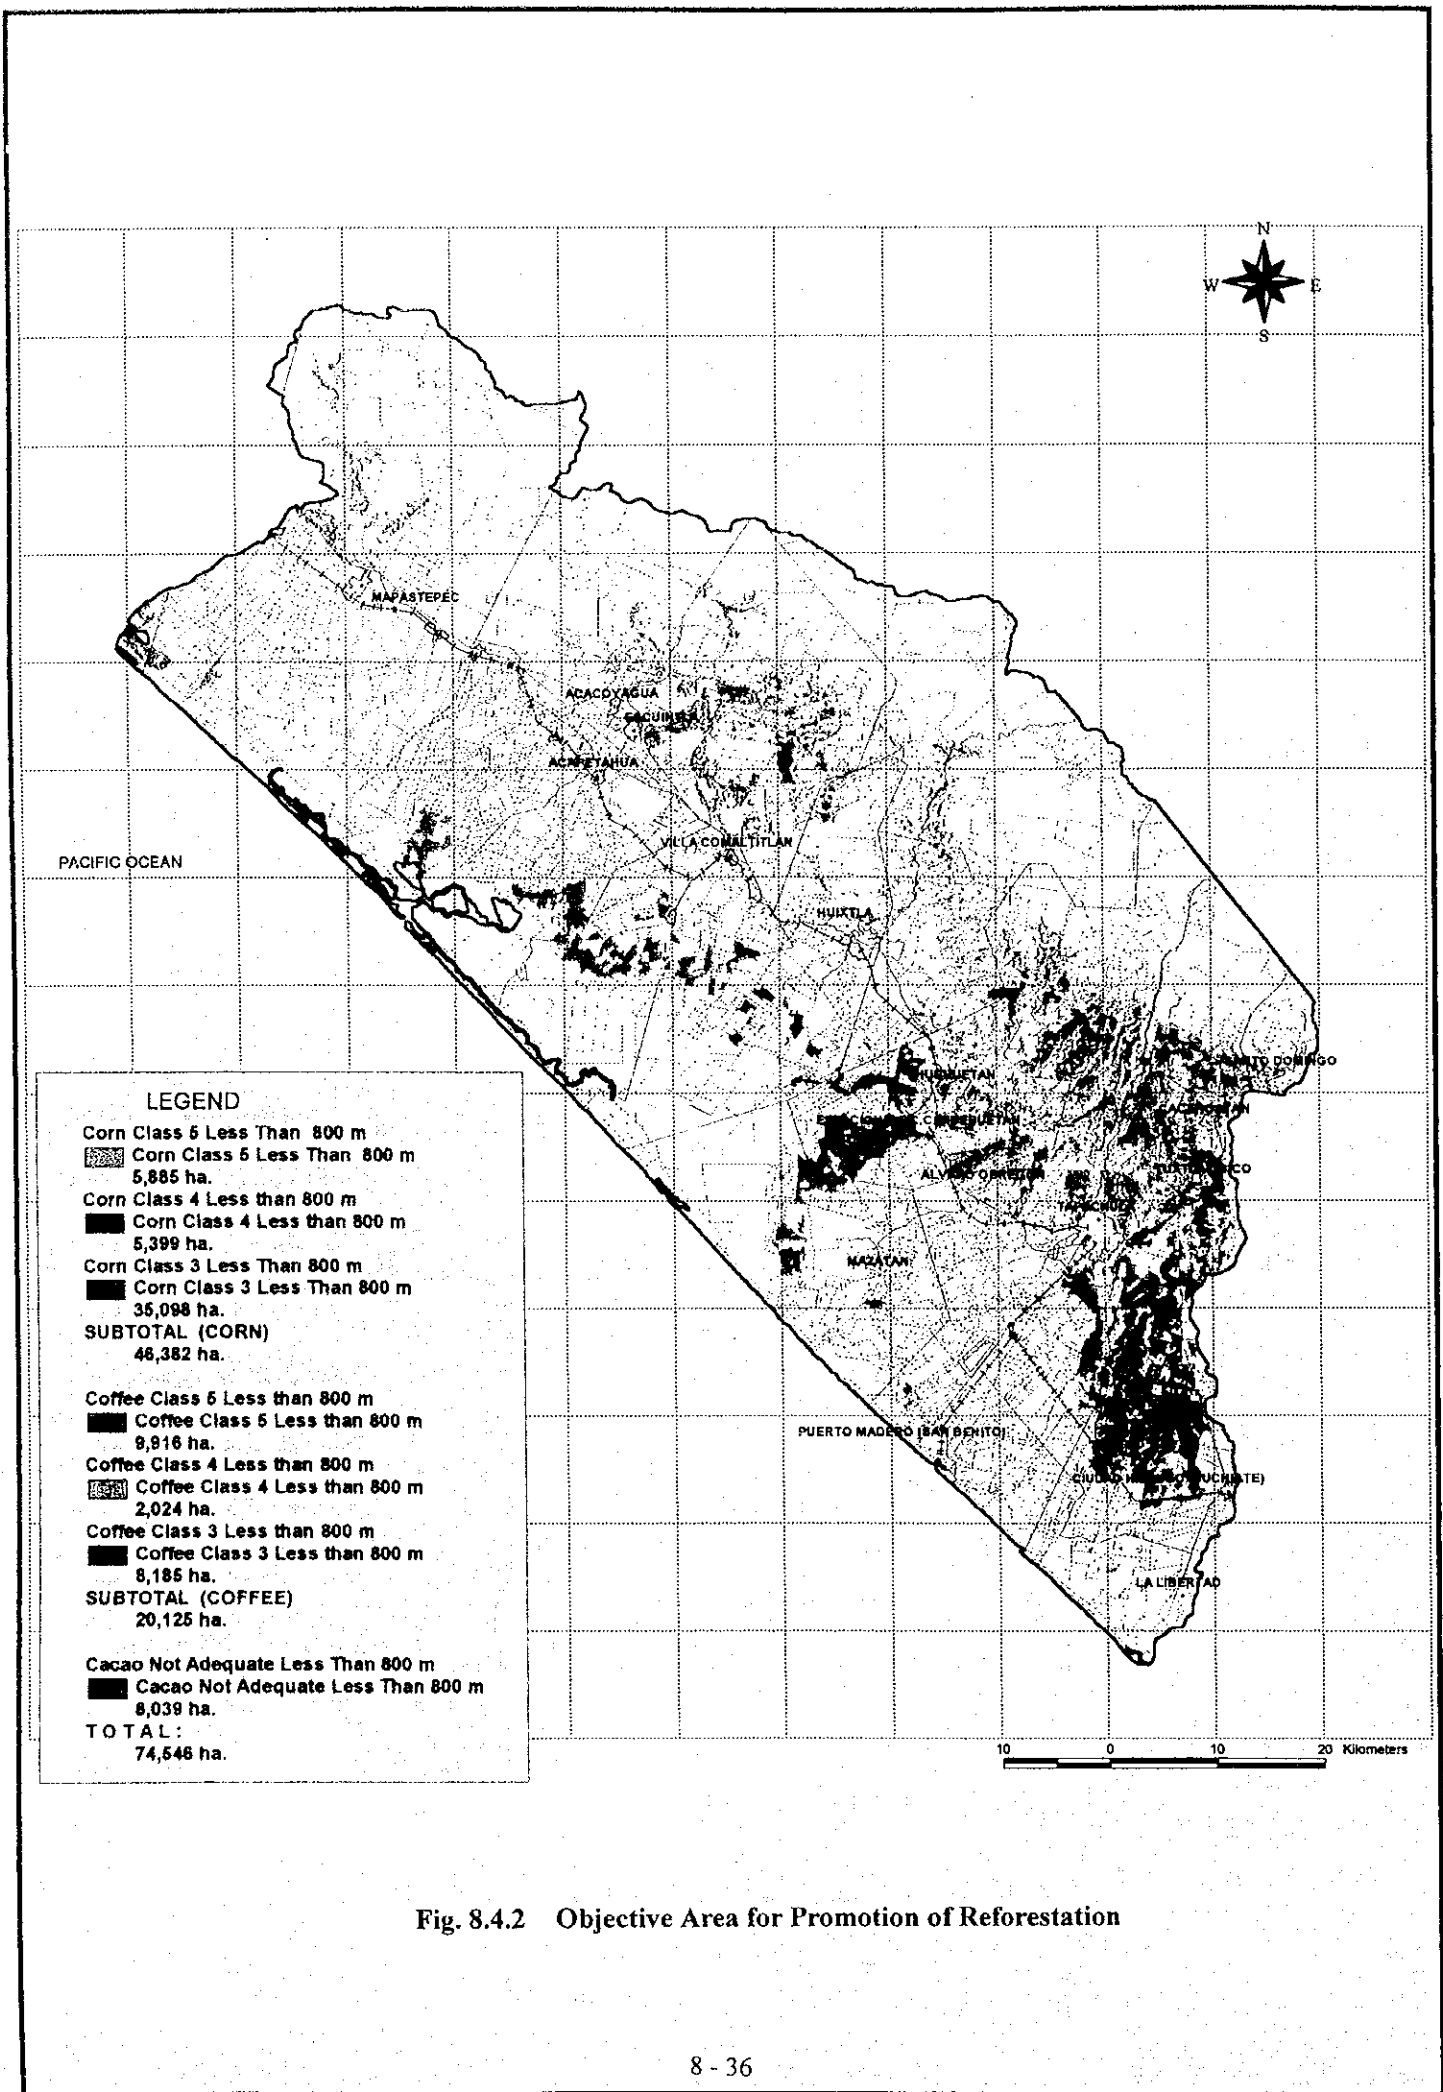 N
W E
S
MAPASTEPEC
ACACOYAGUA
ESCUINTLA
ACAPETAHUA
VILLA COMALTITLAN
PACIFIC OCEAN
HUIXTLA
HUEHUETAN
ALVARO OBREGON
MAZATAN
PUERTO MADERO (SAN BENITO)
LA LIBERTAD
LEGEND
Corn Class 5 Less Than 800 m
Corn Class 5 Less Than 800 m
5,885 ha.
Corn Class 4 Less than 800 m
Corn Class 4 Less than 800 m
5,399 ha.
Corn Class 3 Less Than 800 m
Corn Class 3 Less Than 800 m
35,098 ha.
SUBTOTAL (CORN)
46,382 ha.
Coffee Class 5 Less than 800 m
Coffee Class 5 Less than 800 m
9,916 ha.
Coffee Class 4 Less than 800 m
Coffee Class 4 Less than 800 m
2,024 ha.
Coffee Class 3 Less than 800 m
Coffee Class 3 Less than 800 m
8,185 ha.
SUBTOTAL (COFFEE)
20,125 ha.
Cacao Not Adequate Less Than 800 m
Cacao Not Adequate Less Than 800 m
8,039 ha.
TOTAL:
74,546 ha.
10 0 10 20 Kilometers
Fig. 8.4.2 Objective Area for Promotion of Reforestation
8 - 36